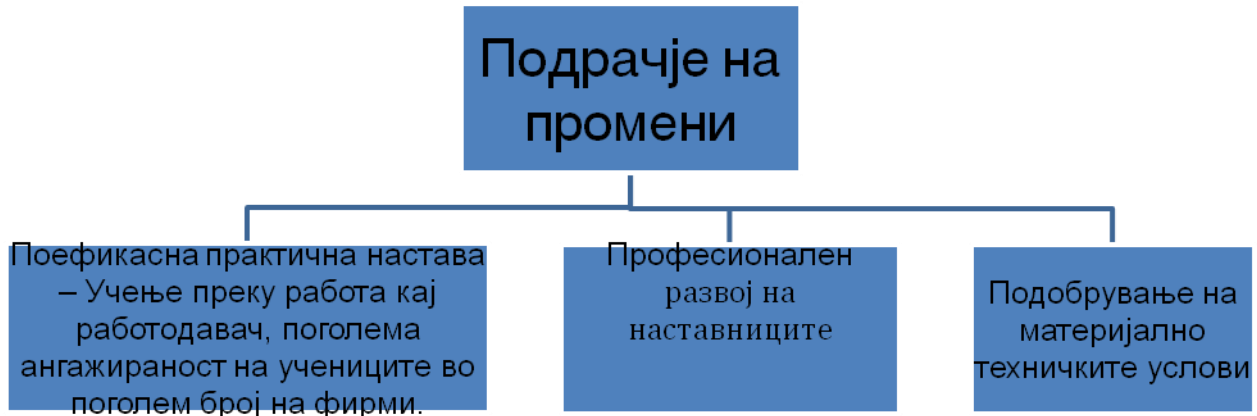 Подрачје на
промени
Поефикасна практична настава
– Учење преку работа кај
работодавач, поголема
ангажираност на учениците во
поголем број на фирми.
Професионален
развој на
наставниците
Подобрување на
материјално
техничките услови